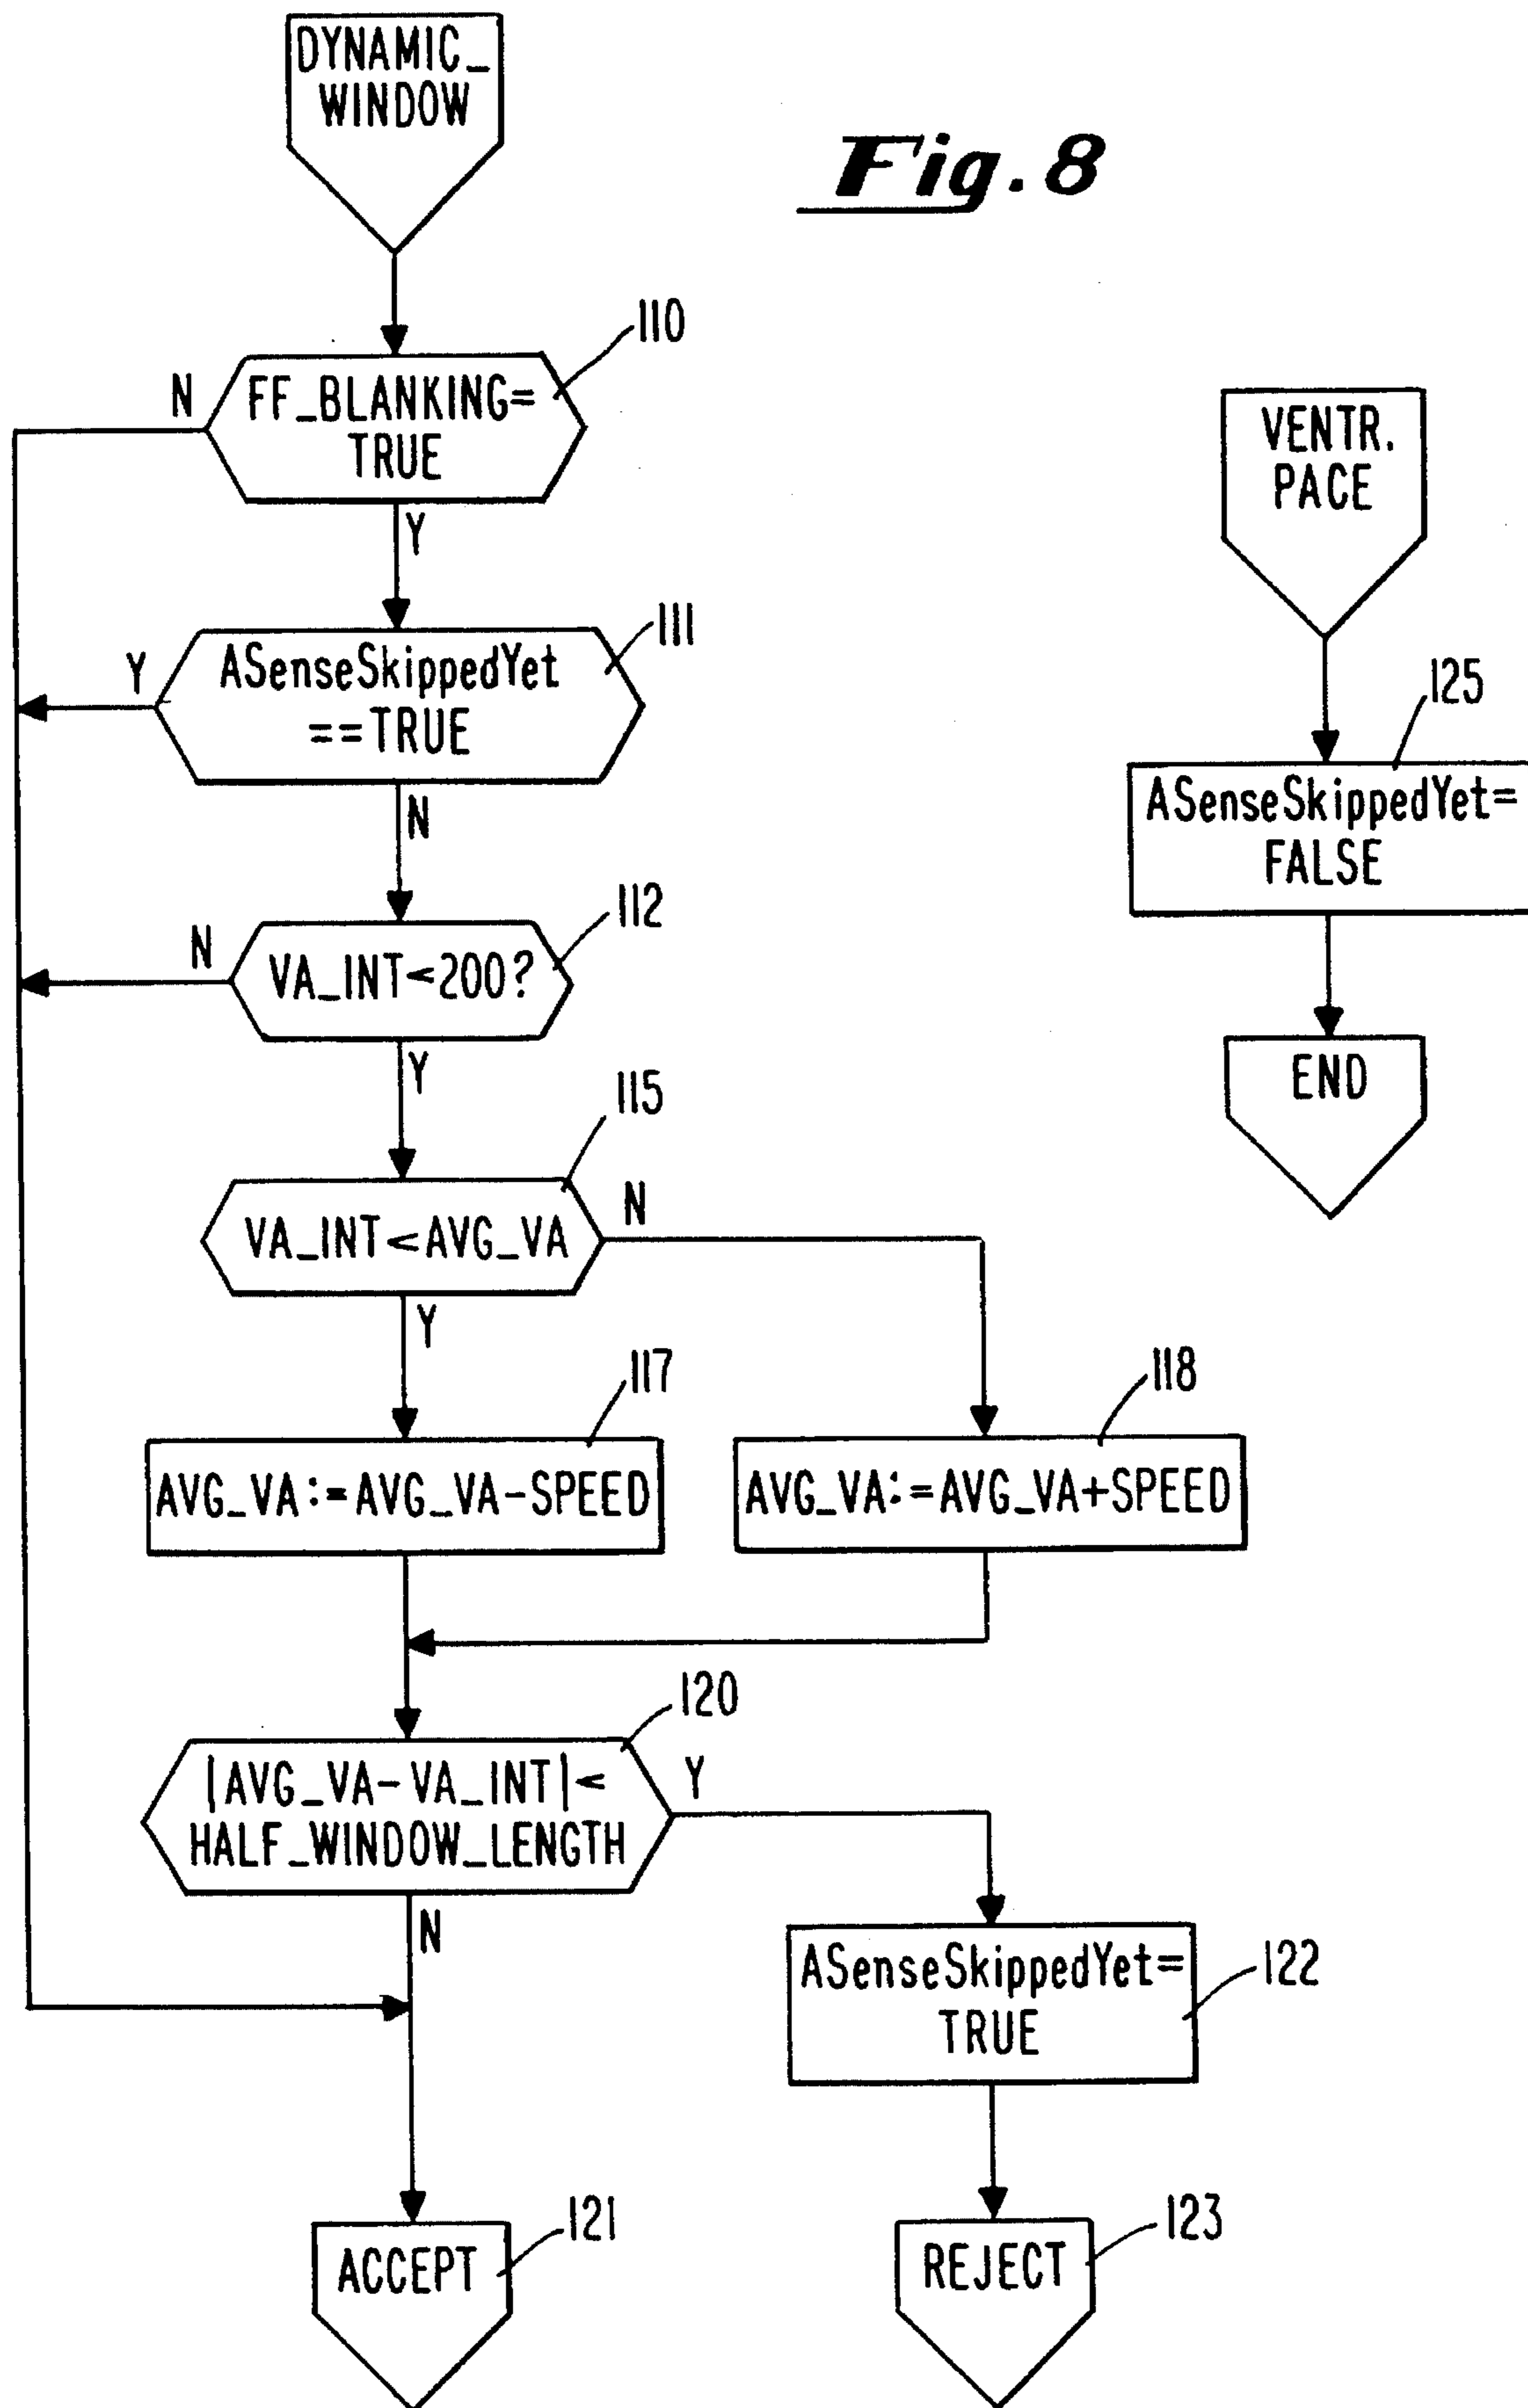 DYNAMIC_
WINDOW
Fig. 8
110
N
FF_BLANKING=
TRUE
Y
111
Y
ASenseSkippedYet
==TRUE
N
112
N
VA_INT<200?
Y
115
VA_INT<AVG_VA
N
Y
117
AVG_VA:=AVG_VA-SPEED
118
AVG_VA:=AVG_VA+SPEED
120
|AVG_VA-VA_INT|<
HALF_WINDOW_LENGTH
Y
N
ASenseSkippedYet=
TRUE
122
121
ACCEPT
123
REJECT
VENTR.
PACE
125
ASenseSkippedYet=
FALSE
END